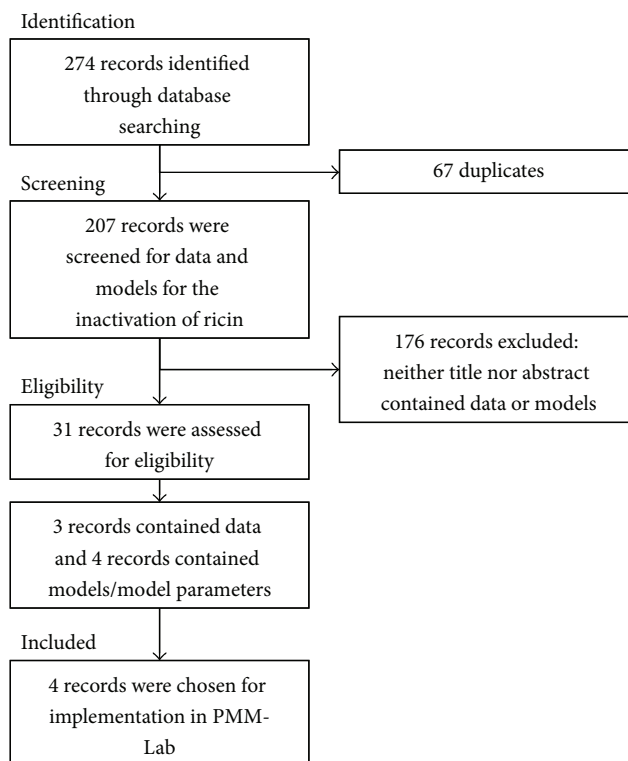 Identification
274 records identified
through database
searching
67 duplicates
Screening
207 records were
screened for data and
models for the
inactivation of ricin
176 records excluded:
neither title nor abstract
contained data or models
Eligibility
31 records were assessed
for eligibility
3 records contained data
and 4 records contained
models/model parameters
Included
4 records were chosen for
implementation in PMM-
Lab